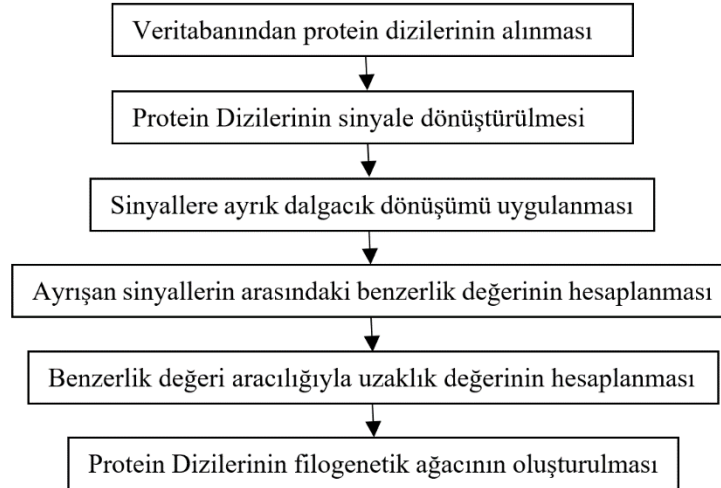 Veritabanından protein dizilerinin alınması
Protein Dizilerinin sinyale dönüştürülmesi
Sinyallere ayrık dalgacık dönüşümü uygulanması
Ayrışan sinyallerin arasındaki benzerlik değerinin hesaplanması
Benzerlik değeri aracılığıyla uzaklık değerinin hesaplanması
Protein Dizilerinin filogenetik ağacının oluşturulması